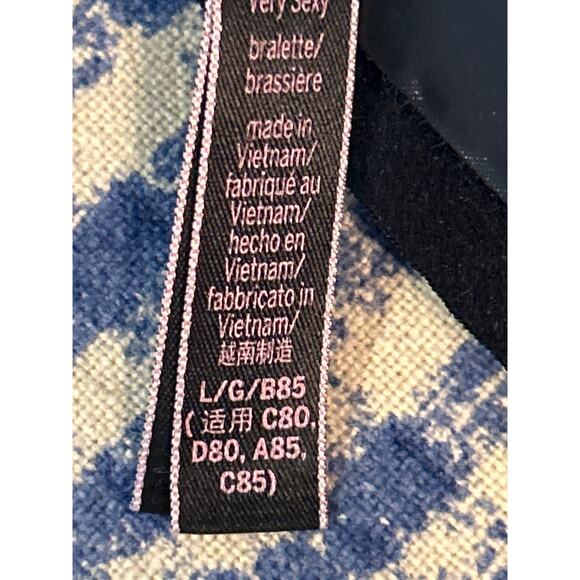 Very Sexy
bralette/
brassière
made in
Vietnam/
fabriqué au
Vietnam/
hecho en
Vietnam/
fabbricato in
Vietnam/
越南制造
L/G/B85
(适用 C80,
D80, A85,
C85)